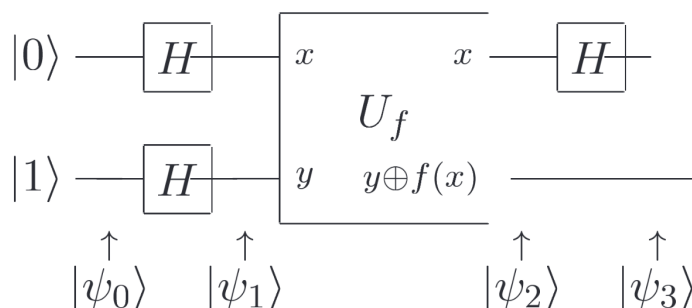 |0⟩ H x x H
U_f
|1⟩ H y y⊕f(x)
↑ ↑ ↑ ↑
|ψ_0⟩ |ψ_1⟩ |ψ_2⟩ |ψ_3⟩